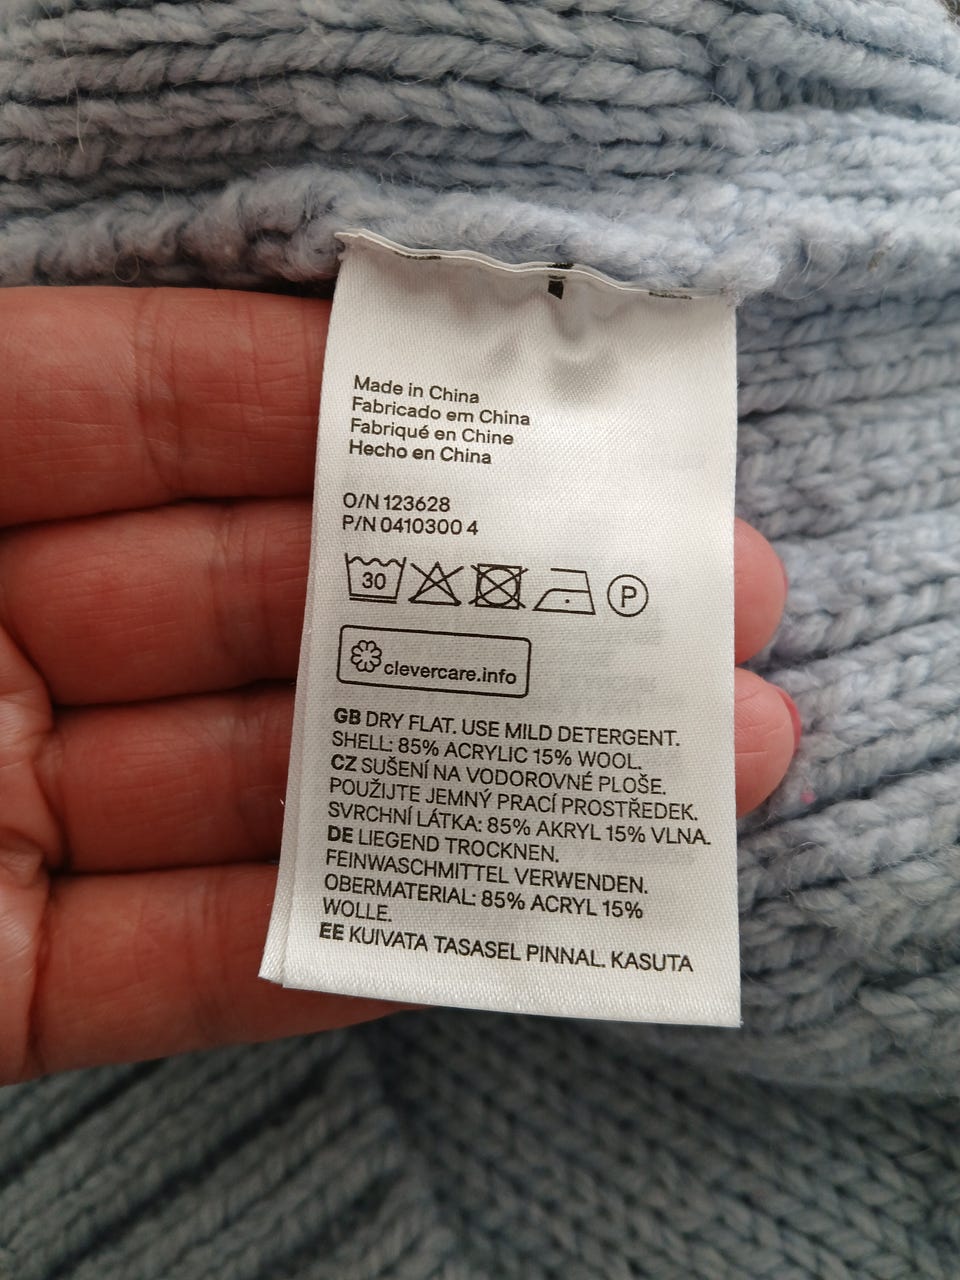 Made in China
Fabricado em China
Fabriqué en Chine
Hecho en China
O/N 123628
P/N 0410300 4
30
P
clevercare.info
GB DRY FLAT. USE MILD DETERGENT.
SHELL: 85% ACRYLIC 15% WOOL.
CZ SUŠENÍ NA VODOROVNÉ PLOŠE.
POUŽIJTE JEMNÝ PRACÍ PROSTŘEDEK.
SVRCHNÍ LÁTKA: 85% AKRYL 15% VLNA.
DE LIEGEND TROCKNEN.
FEINWASCHMITTEL VERWENDEN.
OBERMATERIAL: 85% ACRYL 15%
WOLLE.
EE KUIVATA TASASEL PINNAL. KASUTA